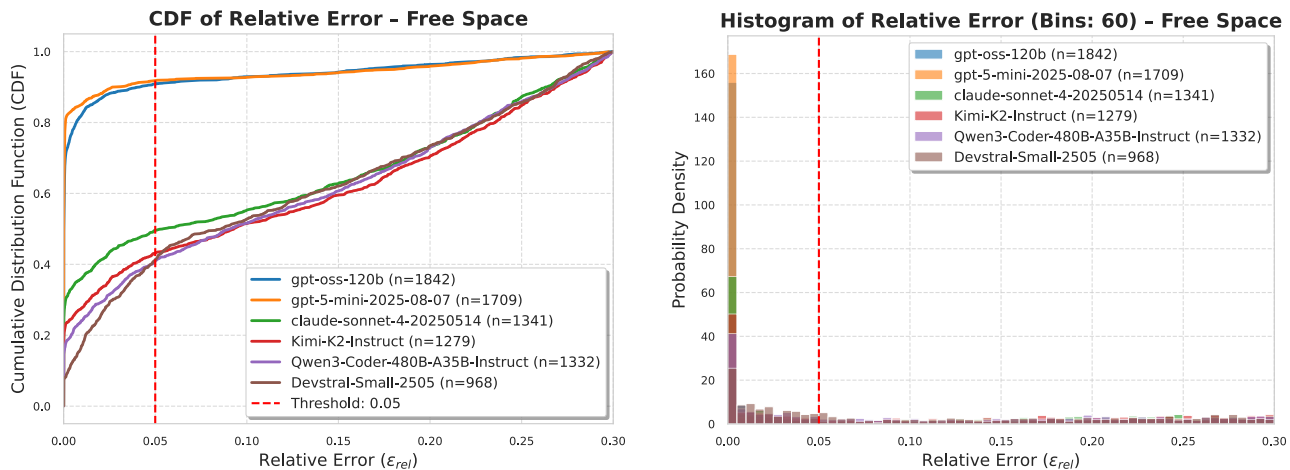 CDF of Relative Error – Free Space
Cumulative Distribution Function (CDF)
1.0
0.8
0.6
0.4
0.2
0.0
gpt-oss-120b (n=1842)
gpt-5-mini-2025-08-07 (n=1709)
claude-sonnet-4-20250514 (n=1341)
Kimi-K2-Instruct (n=1279)
Qwen3-Coder-480B-A35B-Instruct (n=1332)
Devstral-Small-2505 (n=968)
Threshold: 0.05
0.00 0.05 0.10 0.15 0.20 0.25 0.30
Relative Error (ε_rel)
Histogram of Relative Error (Bins: 60) – Free Space
Probability Density
160
140
120
100
80
60
40
20
0
gpt-oss-120b (n=1842)
gpt-5-mini-2025-08-07 (n=1709)
claude-sonnet-4-20250514 (n=1341)
Kimi-K2-Instruct (n=1279)
Qwen3-Coder-480B-A35B-Instruct (n=1332)
Devstral-Small-2505 (n=968)
0.00 0.05 0.10 0.15 0.20 0.25 0.30
Relative Error (ε_rel)